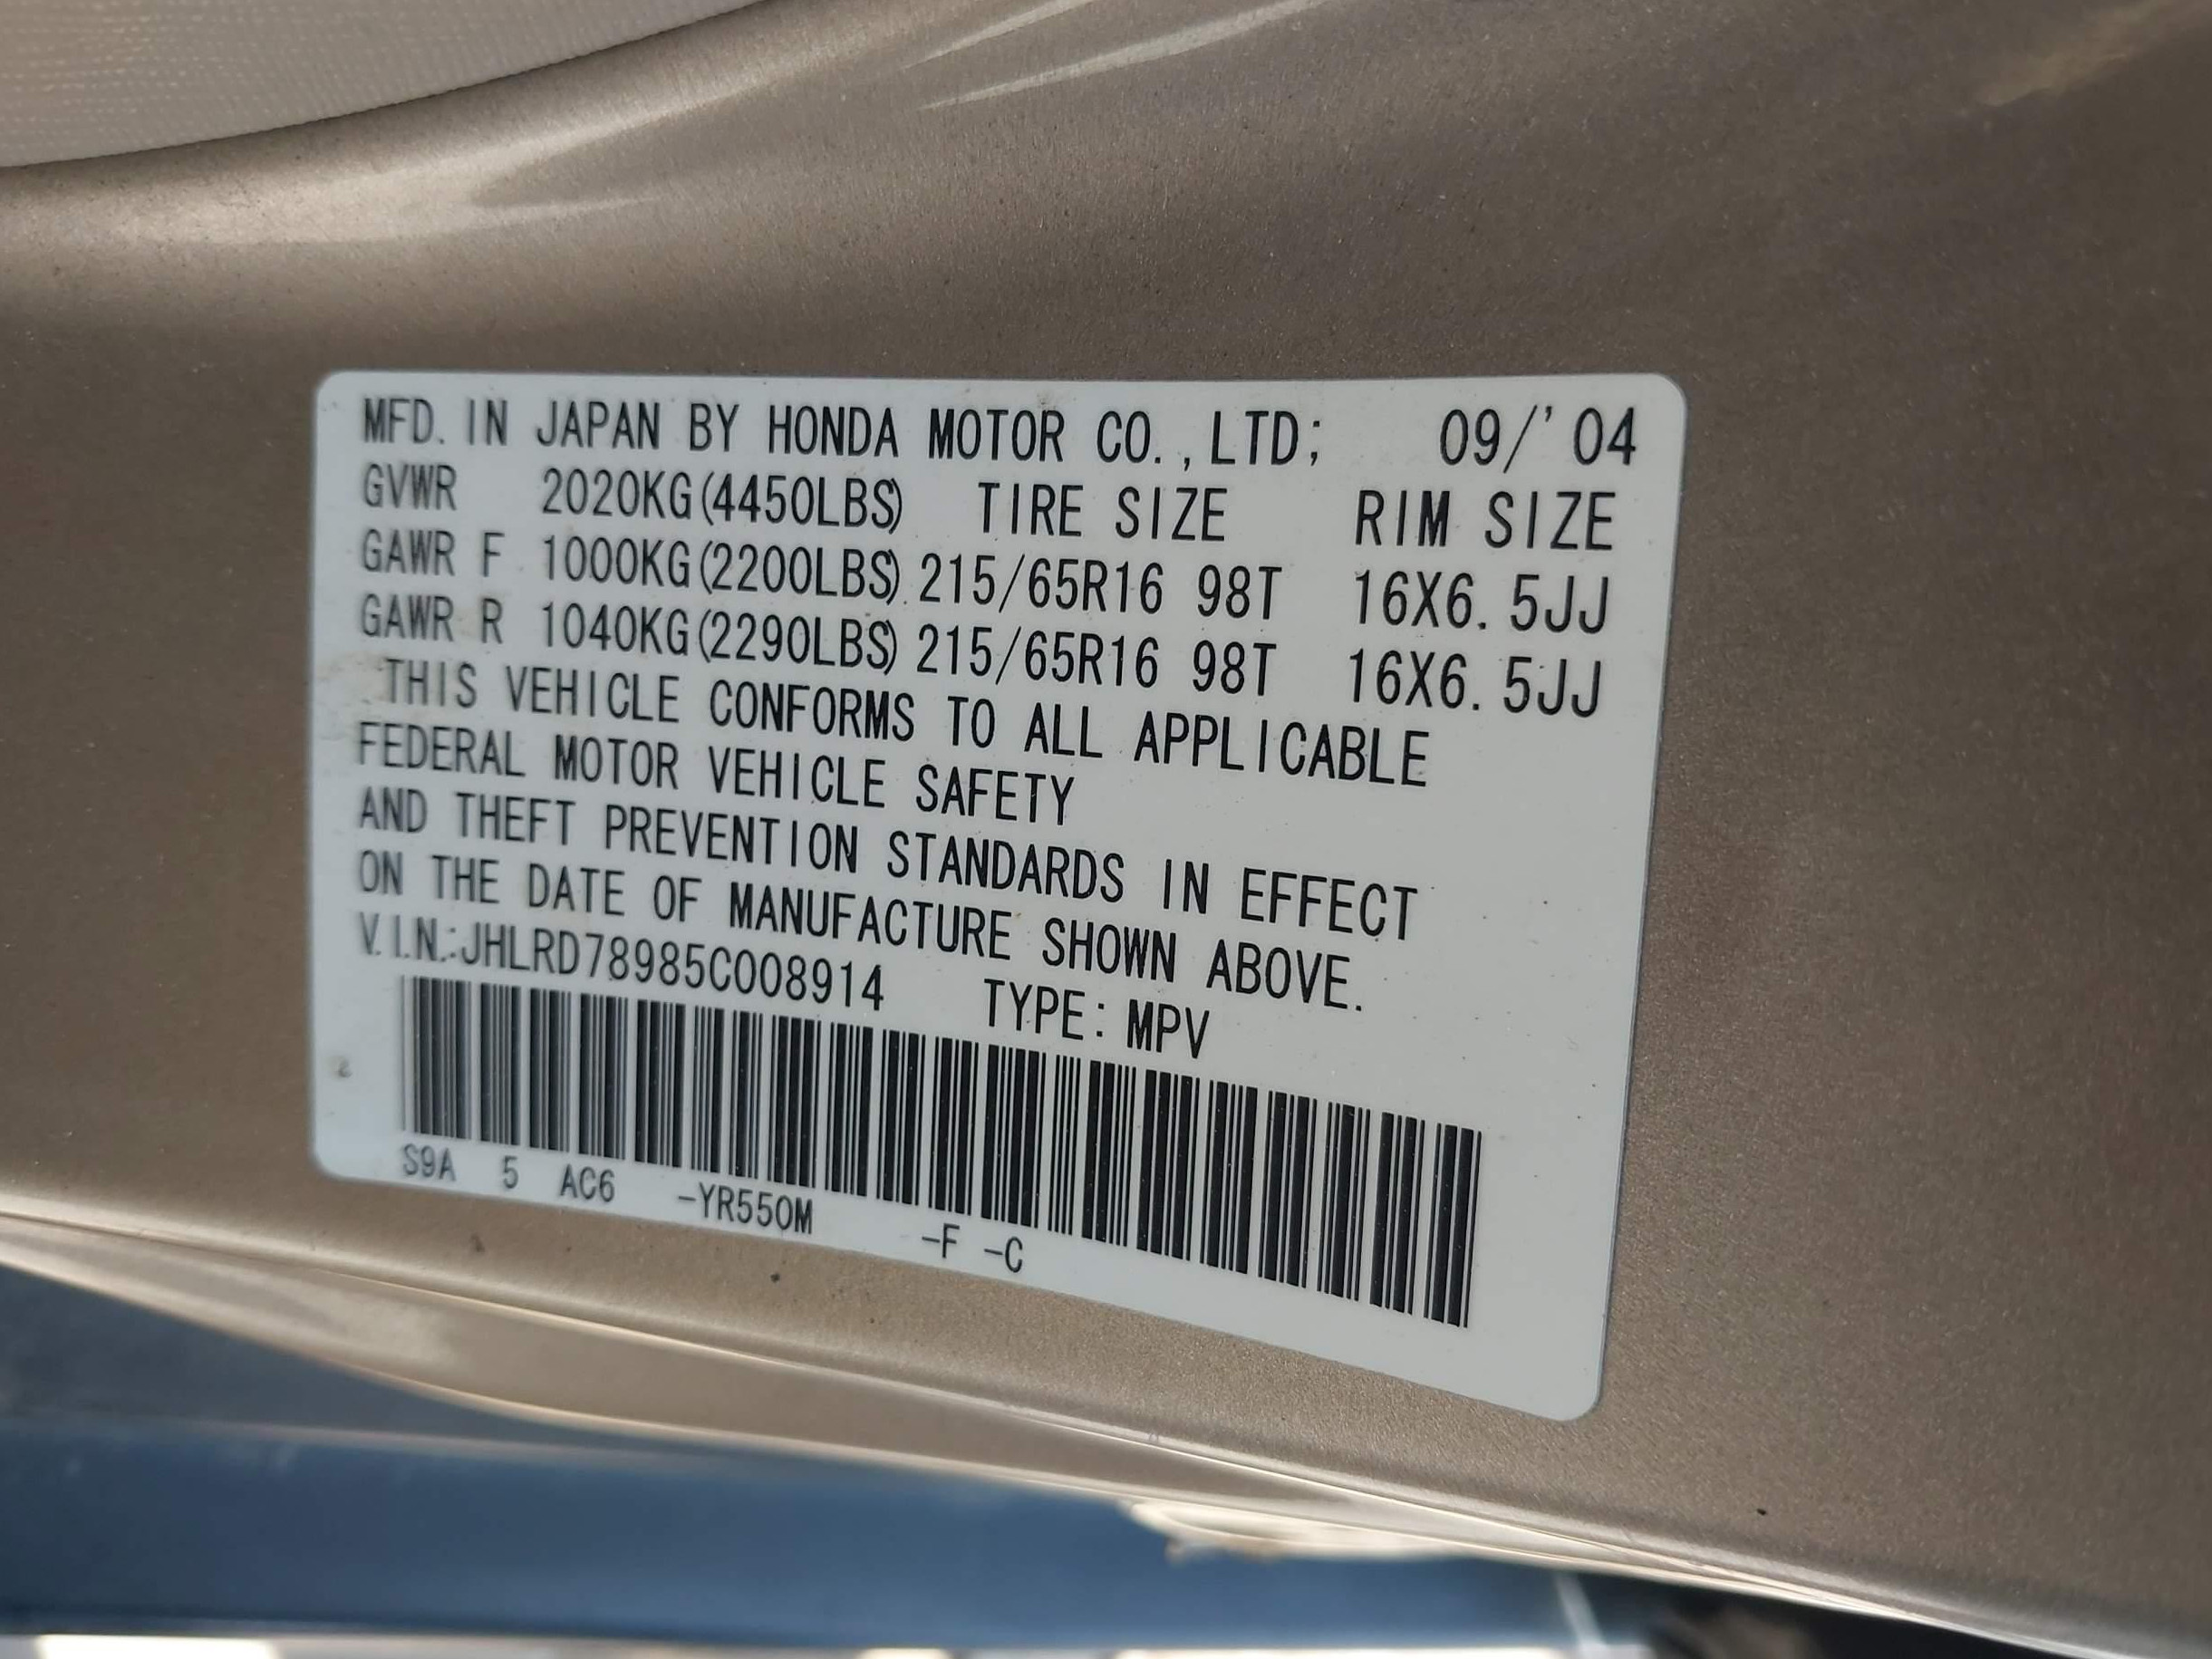 MFD. IN JAPAN BY HONDA MOTOR CO., LTD; 09/'04
GVWR 2020KG(4450LBS) TIRE SIZE RIM SIZE
GAWR F 1000KG(2200LBS) 215/65R16 98T 16X6.5JJ
GAWR R 1040KG(2290LBS) 215/65R16 98T 16X6.5JJ
THIS VEHICLE CONFORMS TO ALL APPLICABLE
FEDERAL MOTOR VEHICLE SAFETY
AND THEFT PREVENTION STANDARDS IN EFFECT
ON THE DATE OF MANUFACTURE SHOWN ABOVE.
V.I.N.:JHLRD78985C008914 TYPE: MPV
S9A 5 AC6 -YR550M -F -C